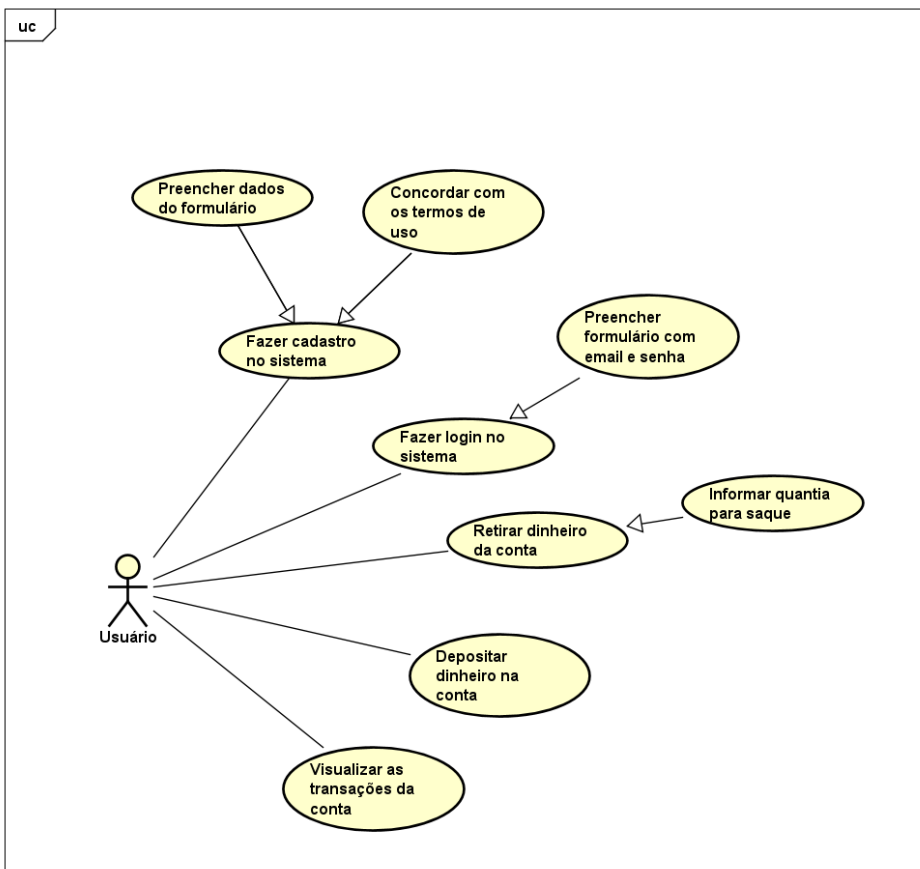 uc
Preencher dados
do formulário
Concordar com
os termos de
uso
Fazer cadastro
no sistema
Preencher
formulário com
email e senha
Fazer login no
sistema
Informar quantia
para saque
Retirar dinheiro
da conta
Usuário
Depositar
dinheiro na
conta
Visualizar as
transações da
conta